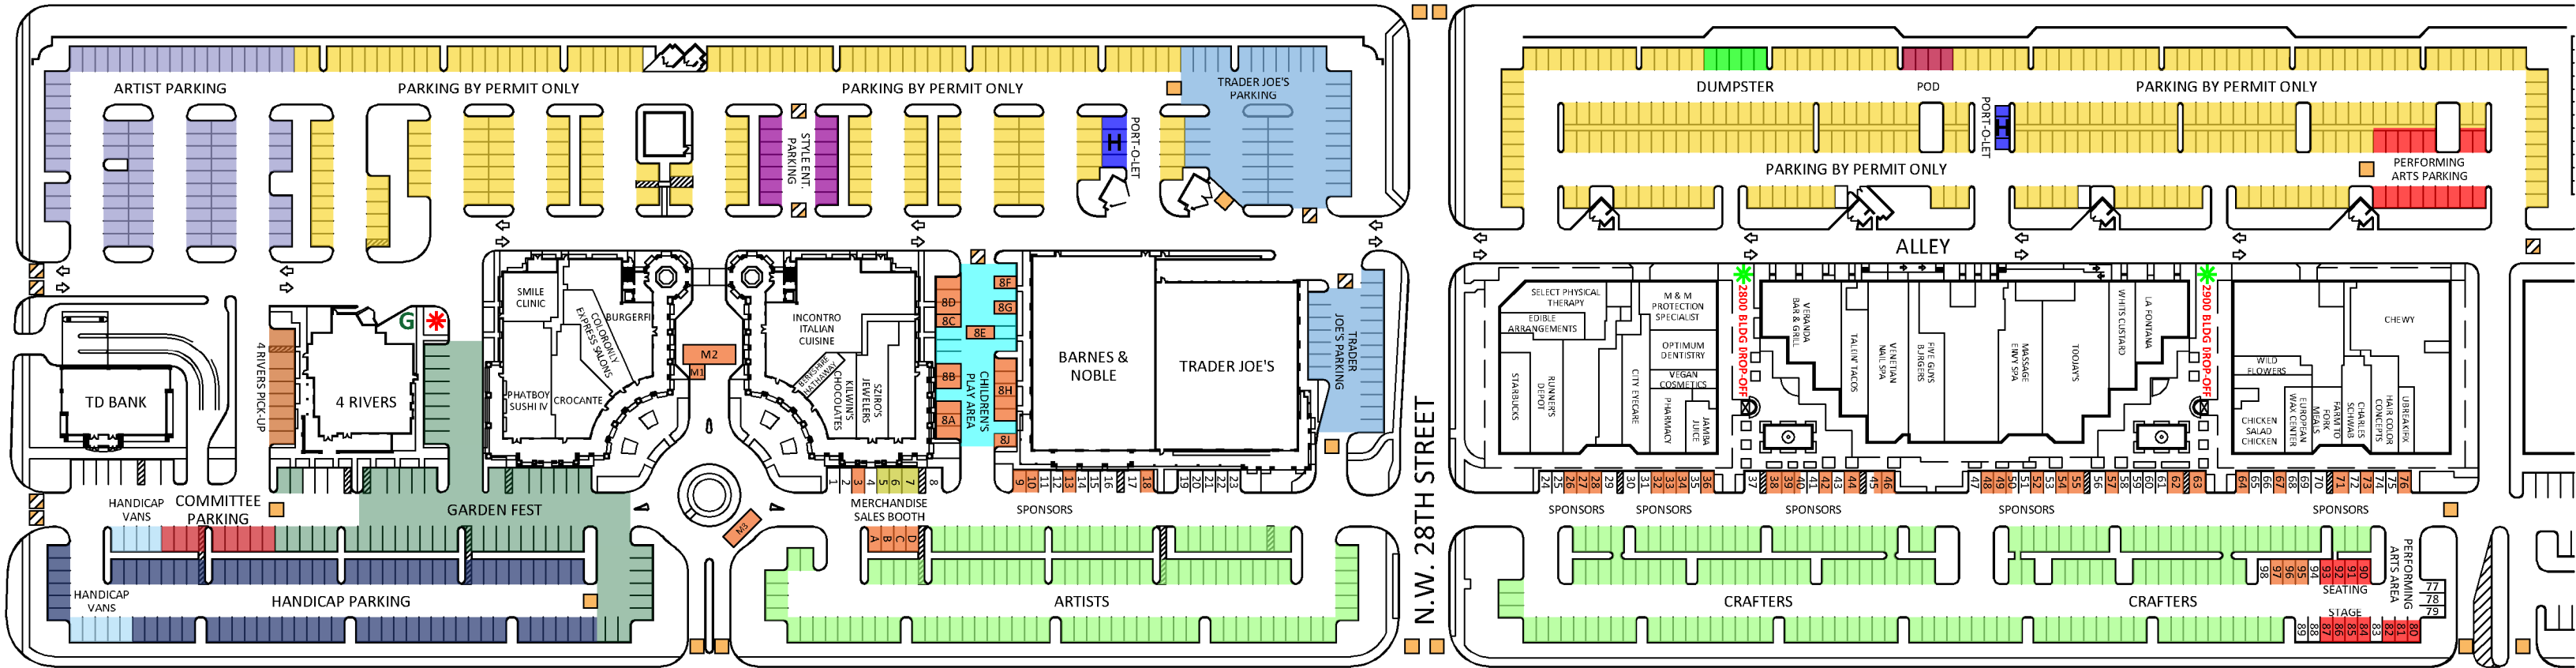 ARTIST PARKING
PARKING BY PERMIT ONLY
PARKING BY PERMIT ONLY
TRADER JOE'S
PARKING
DUMPSTER
POD
PARKING BY PERMIT ONLY
STYLE ENT.
PARKING
H
PORT-O-LET
PORT-O-LET
H
PARKING BY PERMIT ONLY
PERFORMING
ARTS PARKING
ALLEY
TD BANK
4 RIVERS PICK-UP
4 RIVERS
G
SMILE
CLINIC
COLORONLY
EXPRESS SALONS
BURGERFI
PHATBOY
SUSHI IV
CROCANTE
M2
M1
M3
INCONTRO
ITALIAN
CUISINE
BERKSHIRE
HATHAWAY
KILWIN'S
CHOCOLATES
SZIRO'S
JEWELERS
8D
8C
8B
8A
8F
8G
8E
8H
8J
CHILDREN'S
PLAY AREA
BARNES &
NOBLE
TRADER JOE'S
TRADER
JOE'S PARKING
N.W. 28TH STREET
SELECT PHYSICAL
THERAPY
EDIBLE
ARRANGEMENTS
STARBUCKS
RUNNER'S
DEPOT
CITY EYECARE
M & M
PROTECTION
SPECIALIST
OPTIMUM
DENTISTRY
VEGAN
COSMETICS
PHARMACY
JAMBA
JUICE
2800 BLDG DROP-OFF
VERANDA
BAR & GRILL
TALKIN' TACOS
VENETIAN
NAIL SPA
FIVE GUYS
BURGERS
MASSAGE
ENVY SPA
TOOJAY'S
WHIT'S CUSTARD
LA FONTANA
2900 BLDG DROP-OFF
CHEWY
WILD
FLOWERS
CHICKEN
SALAD
CHICKEN
EUROPEAN
WAX CENTER
FARM TO
FORK
MEALS
CHARLES
SCHWAB
HAIR COLOR
CONCEPTS
UBREAKIFIX
HANDICAP
VANS
COMMITTEE
PARKING
GARDEN FEST
1 2 3 4 5 6 7 8
MERCHANDISE
SALES BOOTH
A B C D
9 10 11 12 13 14 15 16 17 18 19 20 21 22 23
SPONSORS
24 25 26 27 28 29 30 31 32 33 34 35 36 37 38 39 40 41 42 43 44 45 46 47 48 49 50 51 52 53 54 55 56 57 58 59 60 61 62 63 64 65 66 67 68 69 70 71 72 73 74 75 76
SPONSORS
SPONSORS
SPONSORS
SPONSORS
SPONSORS
HANDICAP
VANS
HANDICAP PARKING
ARTISTS
CRAFTERS
CRAFTERS
98 97 96 95 94 93 92 91 90
SEATING
STAGE
89 88 87 86 85 84 83 82 81 80
PERFORMING
ARTS AREA
77
78
79